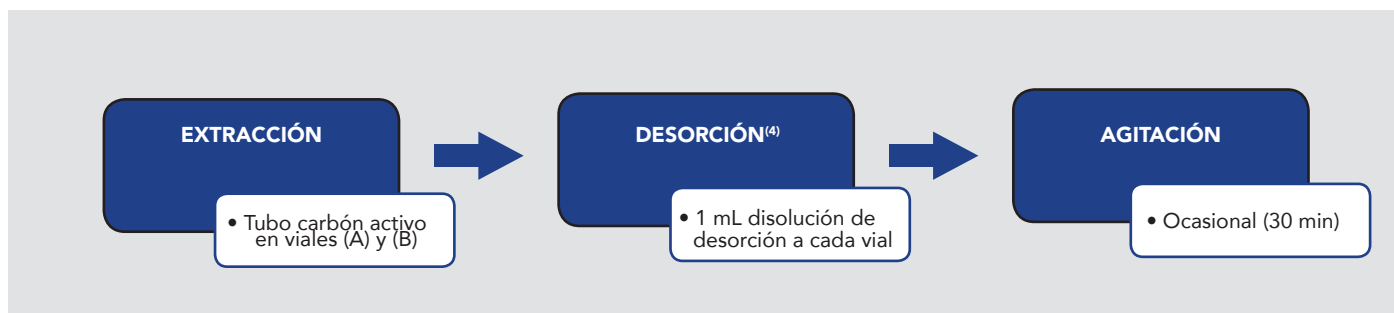 EXTRACCIÓN
• Tubo carbón activo
en viales (A) y (B)
DESORCIÓN(4)
• 1 mL disolución de
desorción a cada vial
AGITACIÓN
• Ocasional (30 min)